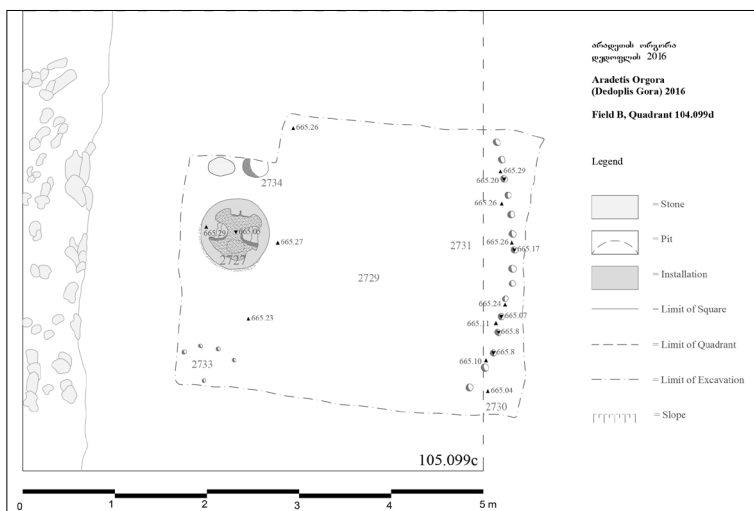 არადეთის ორგორა
დედოფლის 2016
Aradetis Orgora
(Dedoplis Gora) 2016
Field B, Quadrant 104.099d
Legend
= Stone
= Pit
= Installation
= Limit of Square
= Limit of Quadrant
= Limit of Excavation
= Slope
665.26
2734
665.29
665.20
665.26
665.29
665.05
665.27
2727
2731
665.26
665.17
2729
665.24
665.23
665.07
665.11
665.8
665.8
2733
665.10
665.04
2730
105.099c
0 1 2 3 4 5 m